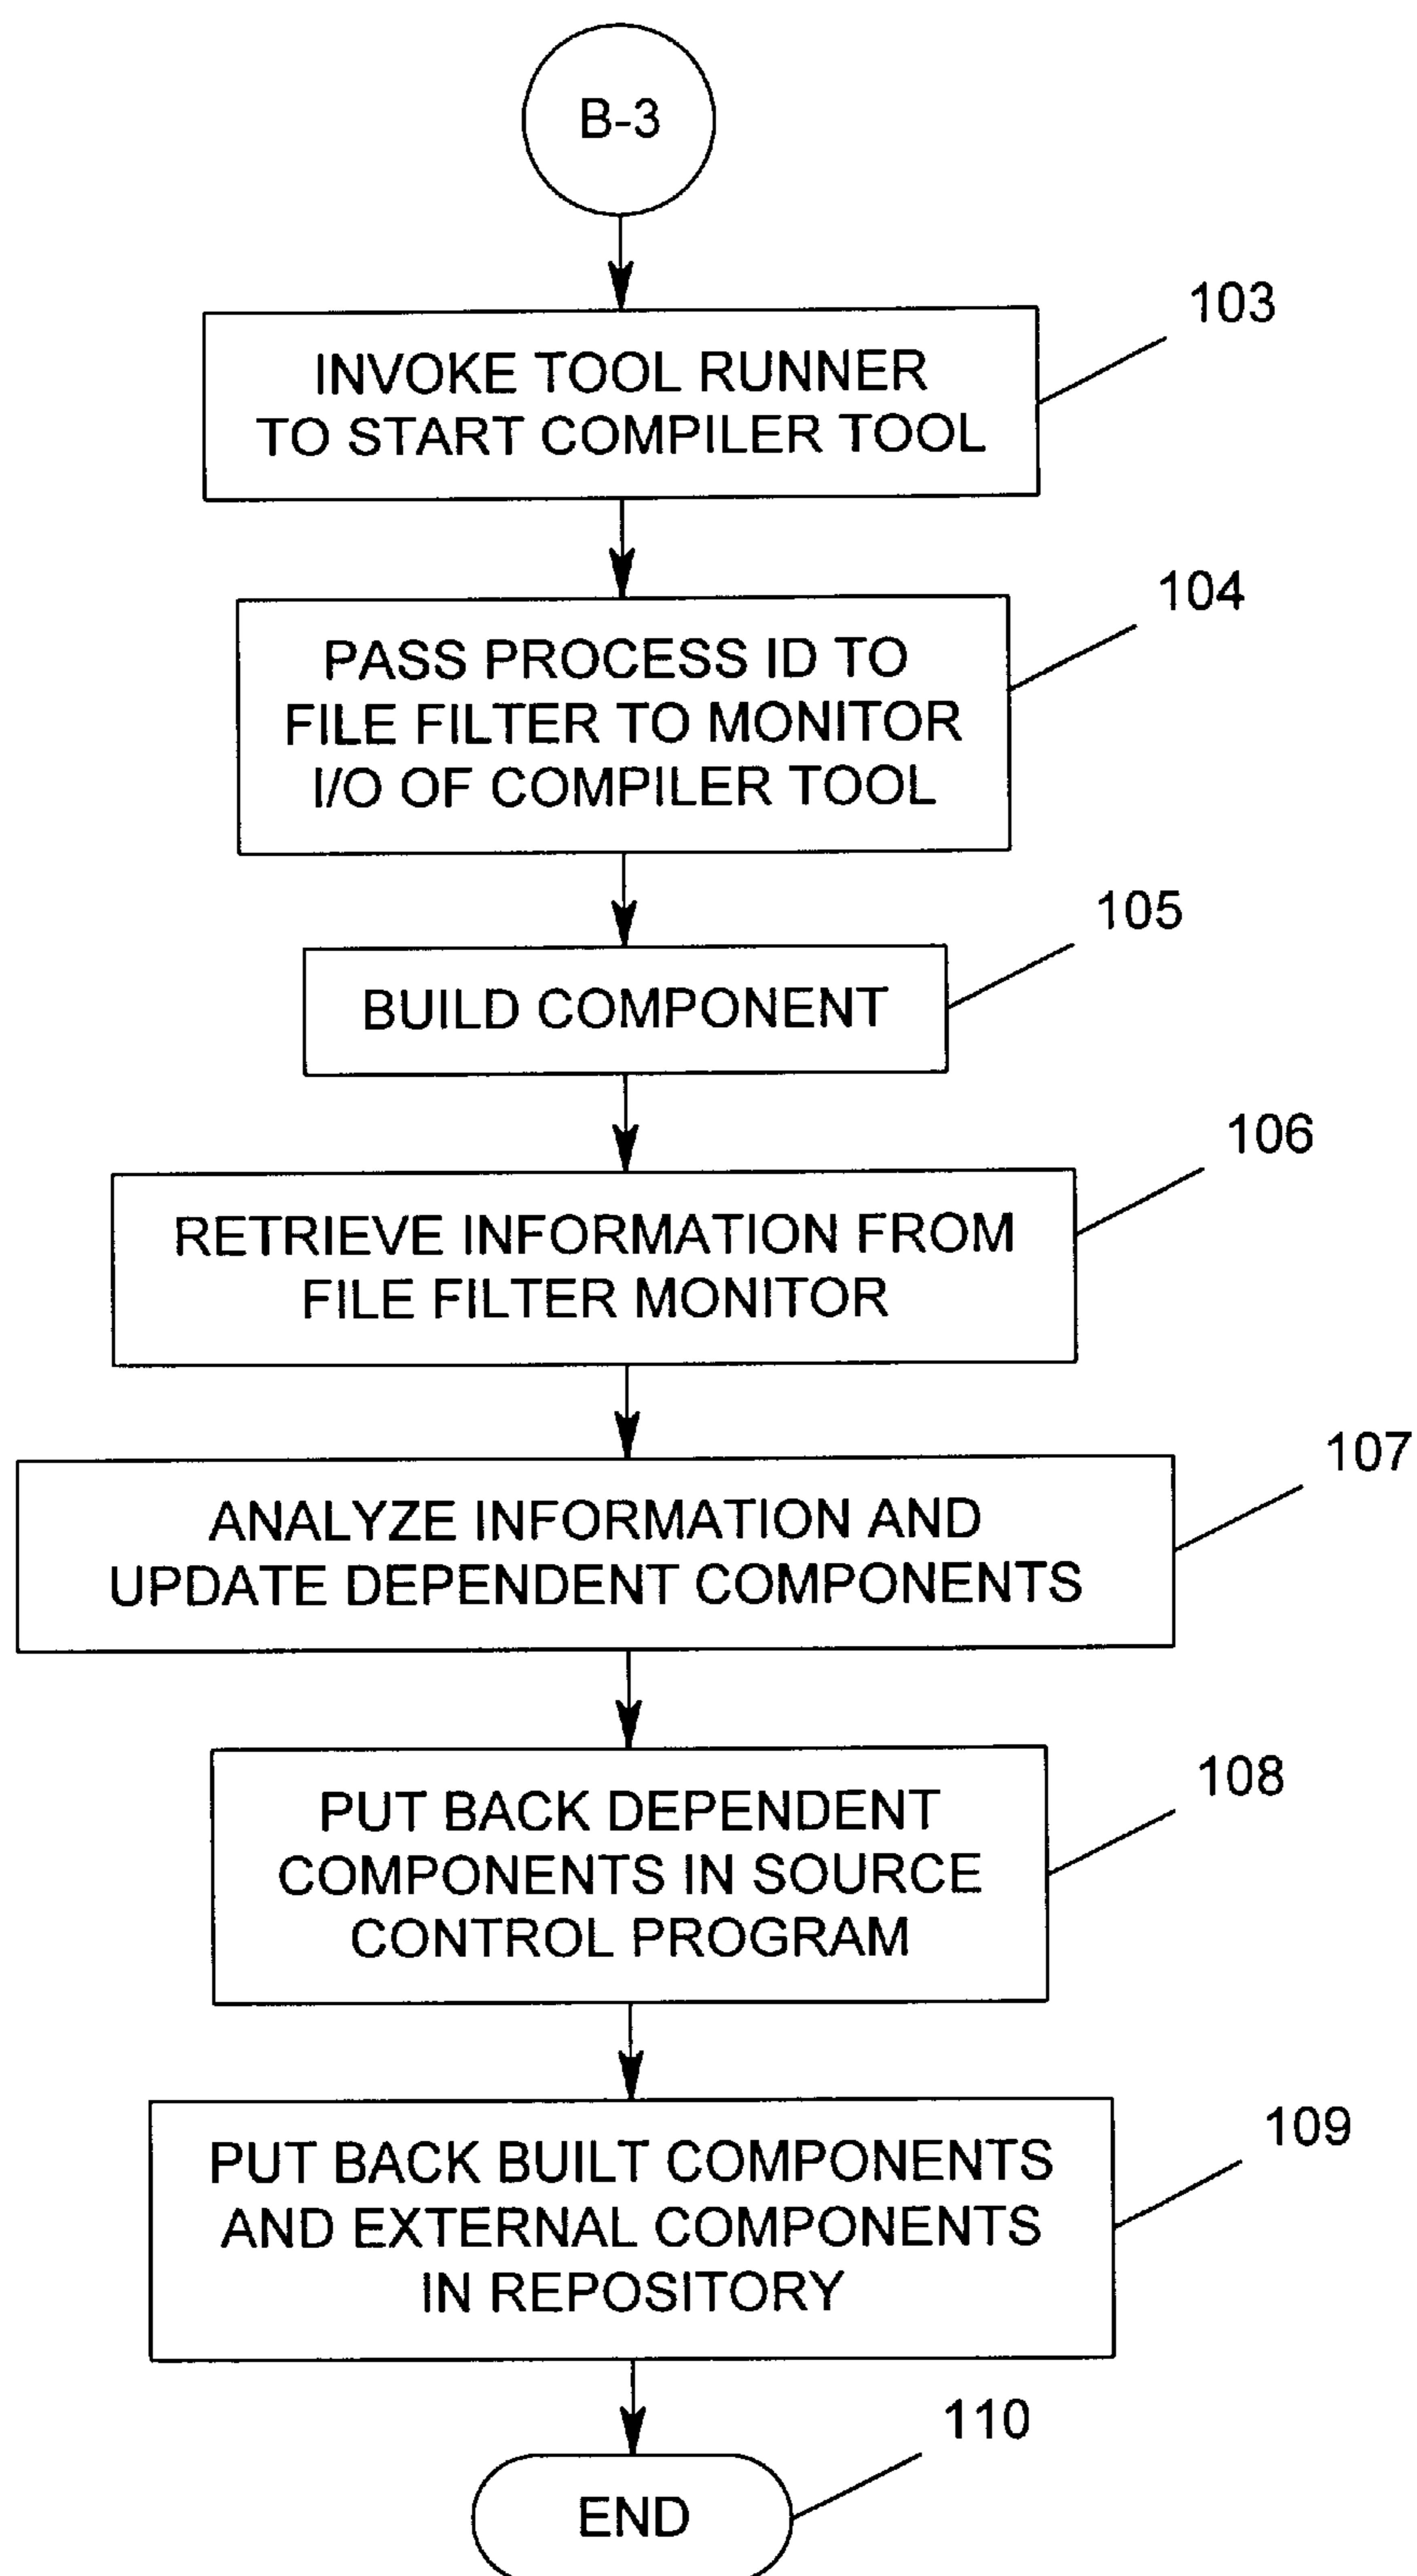 B-3
103
INVOKE TOOL RUNNER
TO START COMPILER TOOL
104
PASS PROCESS ID TO
FILE FILTER TO MONITOR
I/O OF COMPILER TOOL
105
BUILD COMPONENT
106
RETRIEVE INFORMATION FROM
FILE FILTER MONITOR
107
ANALYZE INFORMATION AND
UPDATE DEPENDENT COMPONENTS
108
PUT BACK DEPENDENT
COMPONENTS IN SOURCE
CONTROL PROGRAM
109
PUT BACK BUILT COMPONENTS
AND EXTERNAL COMPONENTS
IN REPOSITORY
110
END